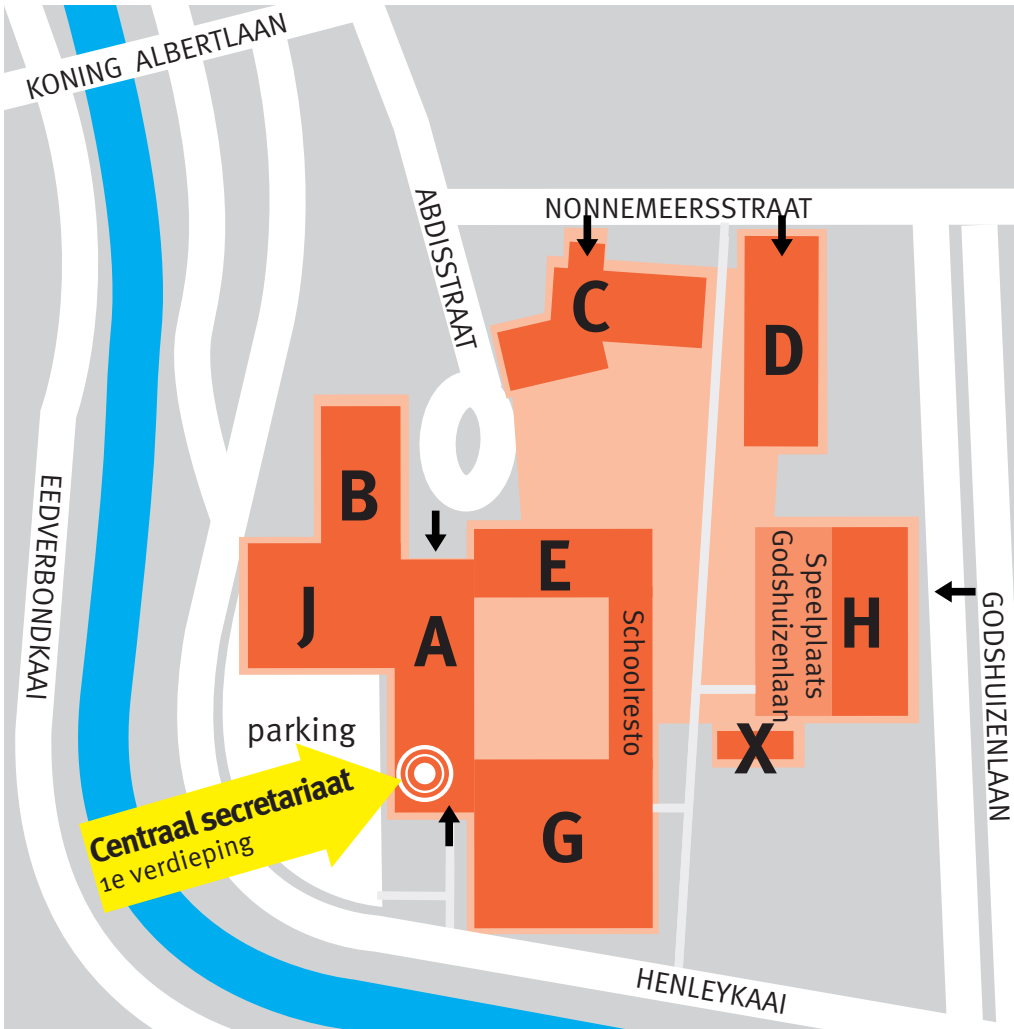 KONING ALBERTLAAN
NONNEMEERSSTRAAT
ABDISSTRAAT
C
D
B
EEDVERBONDKAAI
E
J
A
Schoolresto
Speelplaats
Godshuizenlaan
H
GODSHUIZENLAAN
parking
X
Centraal secretariaat
1e verdieping
G
HENLEYKAAI